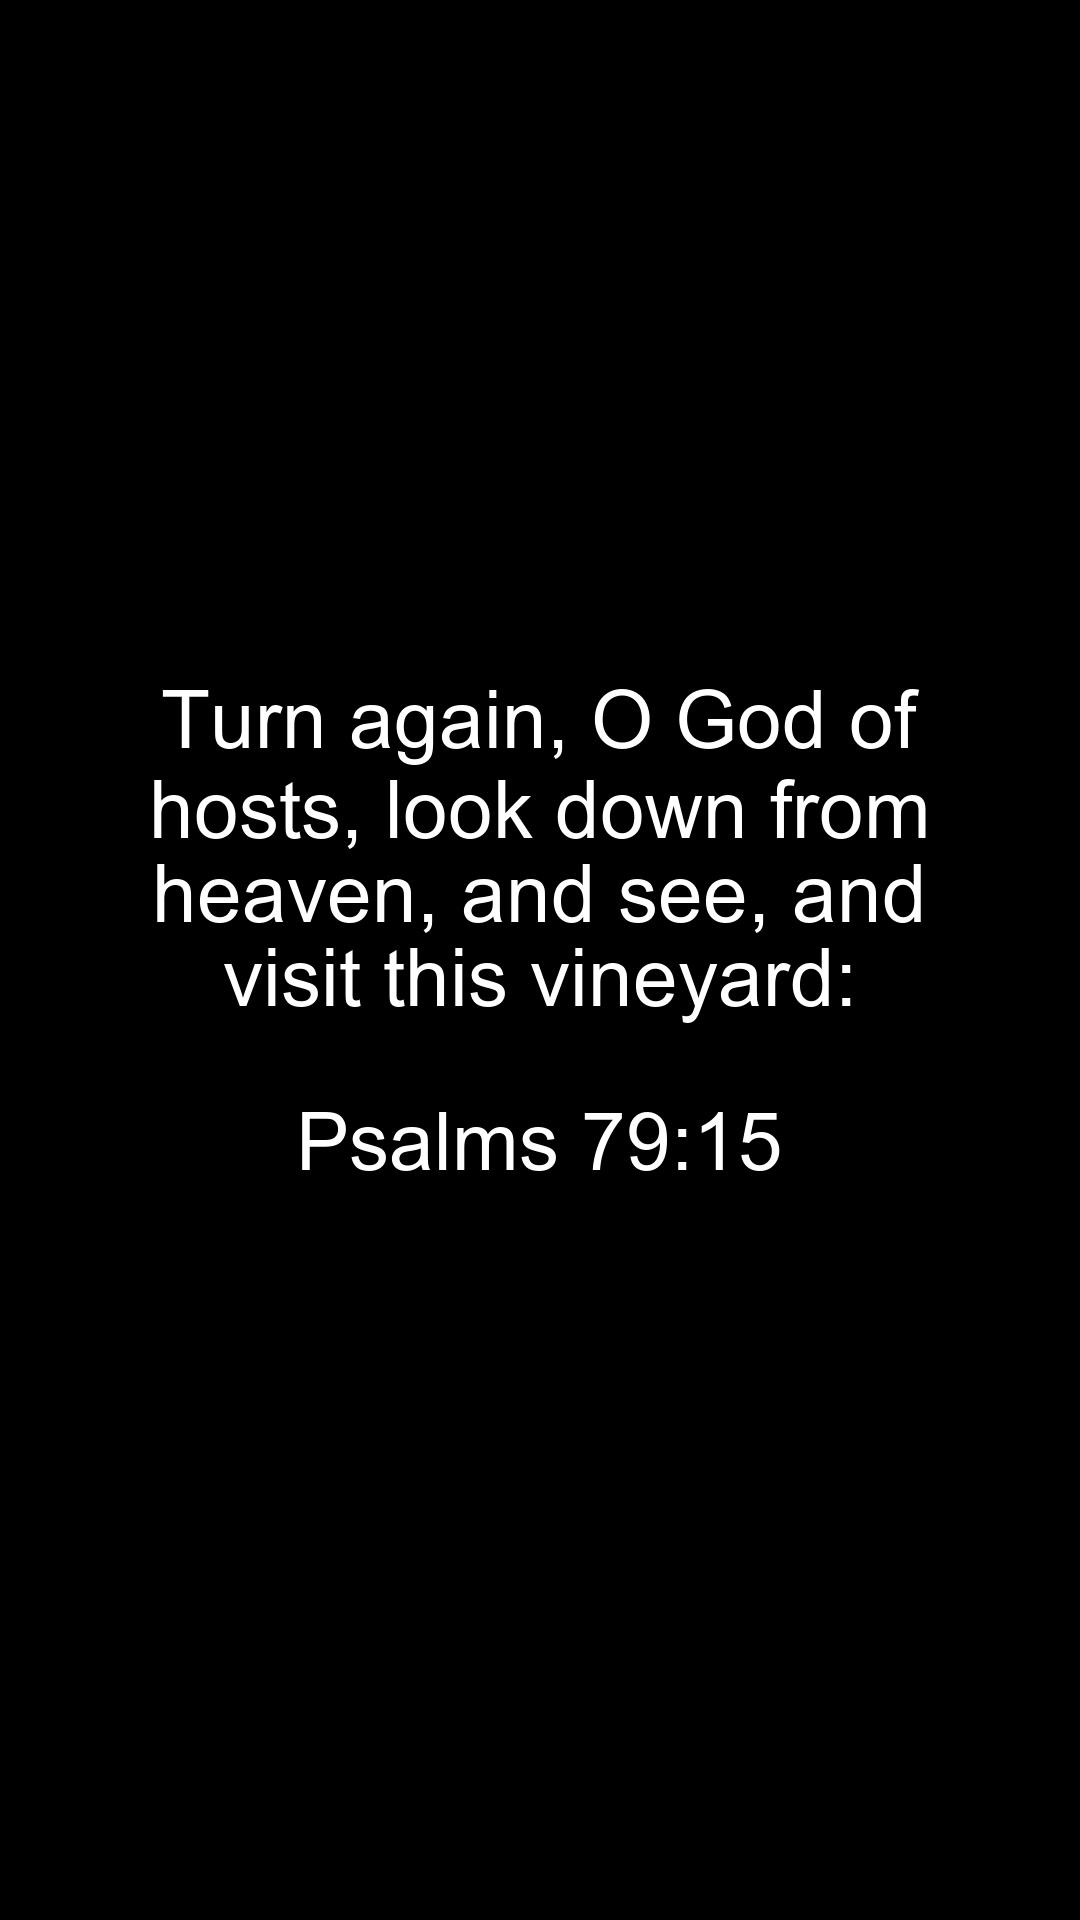 Turn again, O God of
hosts, look down from
heaven, and see, and
visit this vineyard:
Psalms 79:15